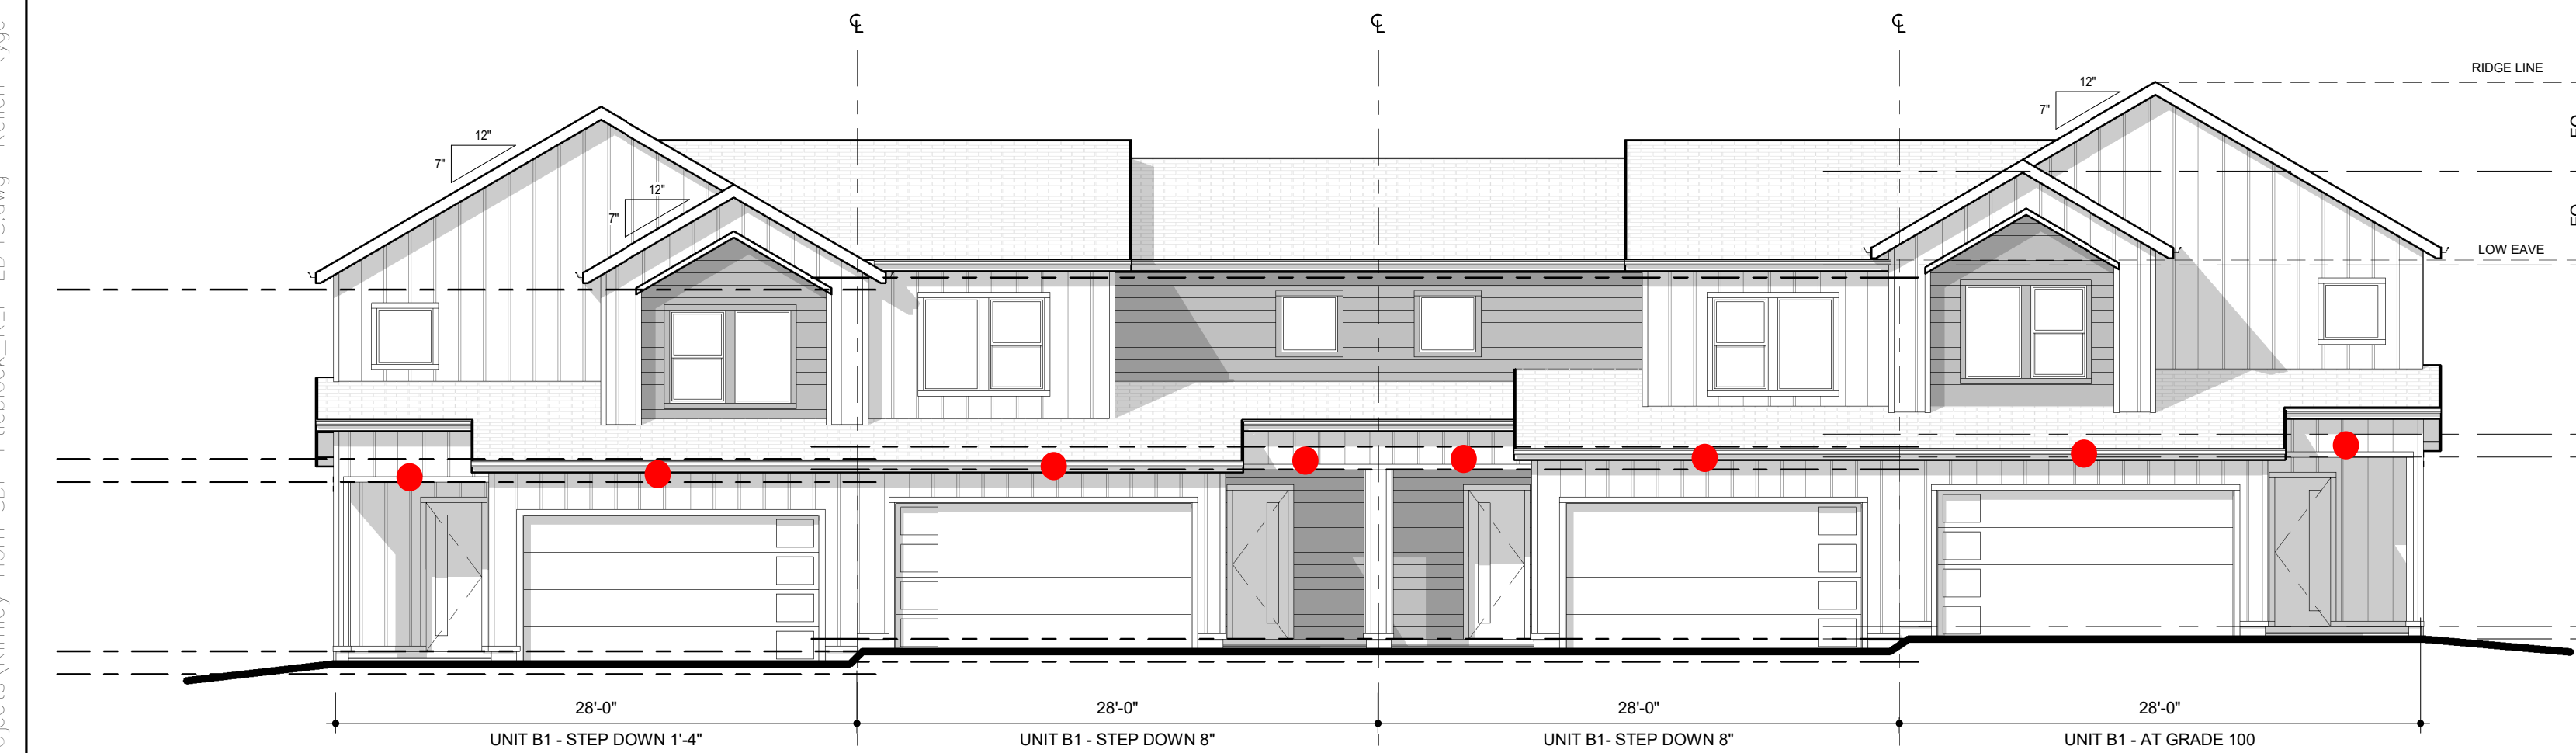 ℄ ℄ ℄
RIDGE LINE
12"
7"
12"
7"
12"
7"
LOW EAVE
28'-0" 28'-0" 28'-0" 28'-0"
UNIT B1 - STEP DOWN 1'-4" UNIT B1 - STEP DOWN 8" UNIT B1- STEP DOWN 8" UNIT B1 - AT GRADE 100